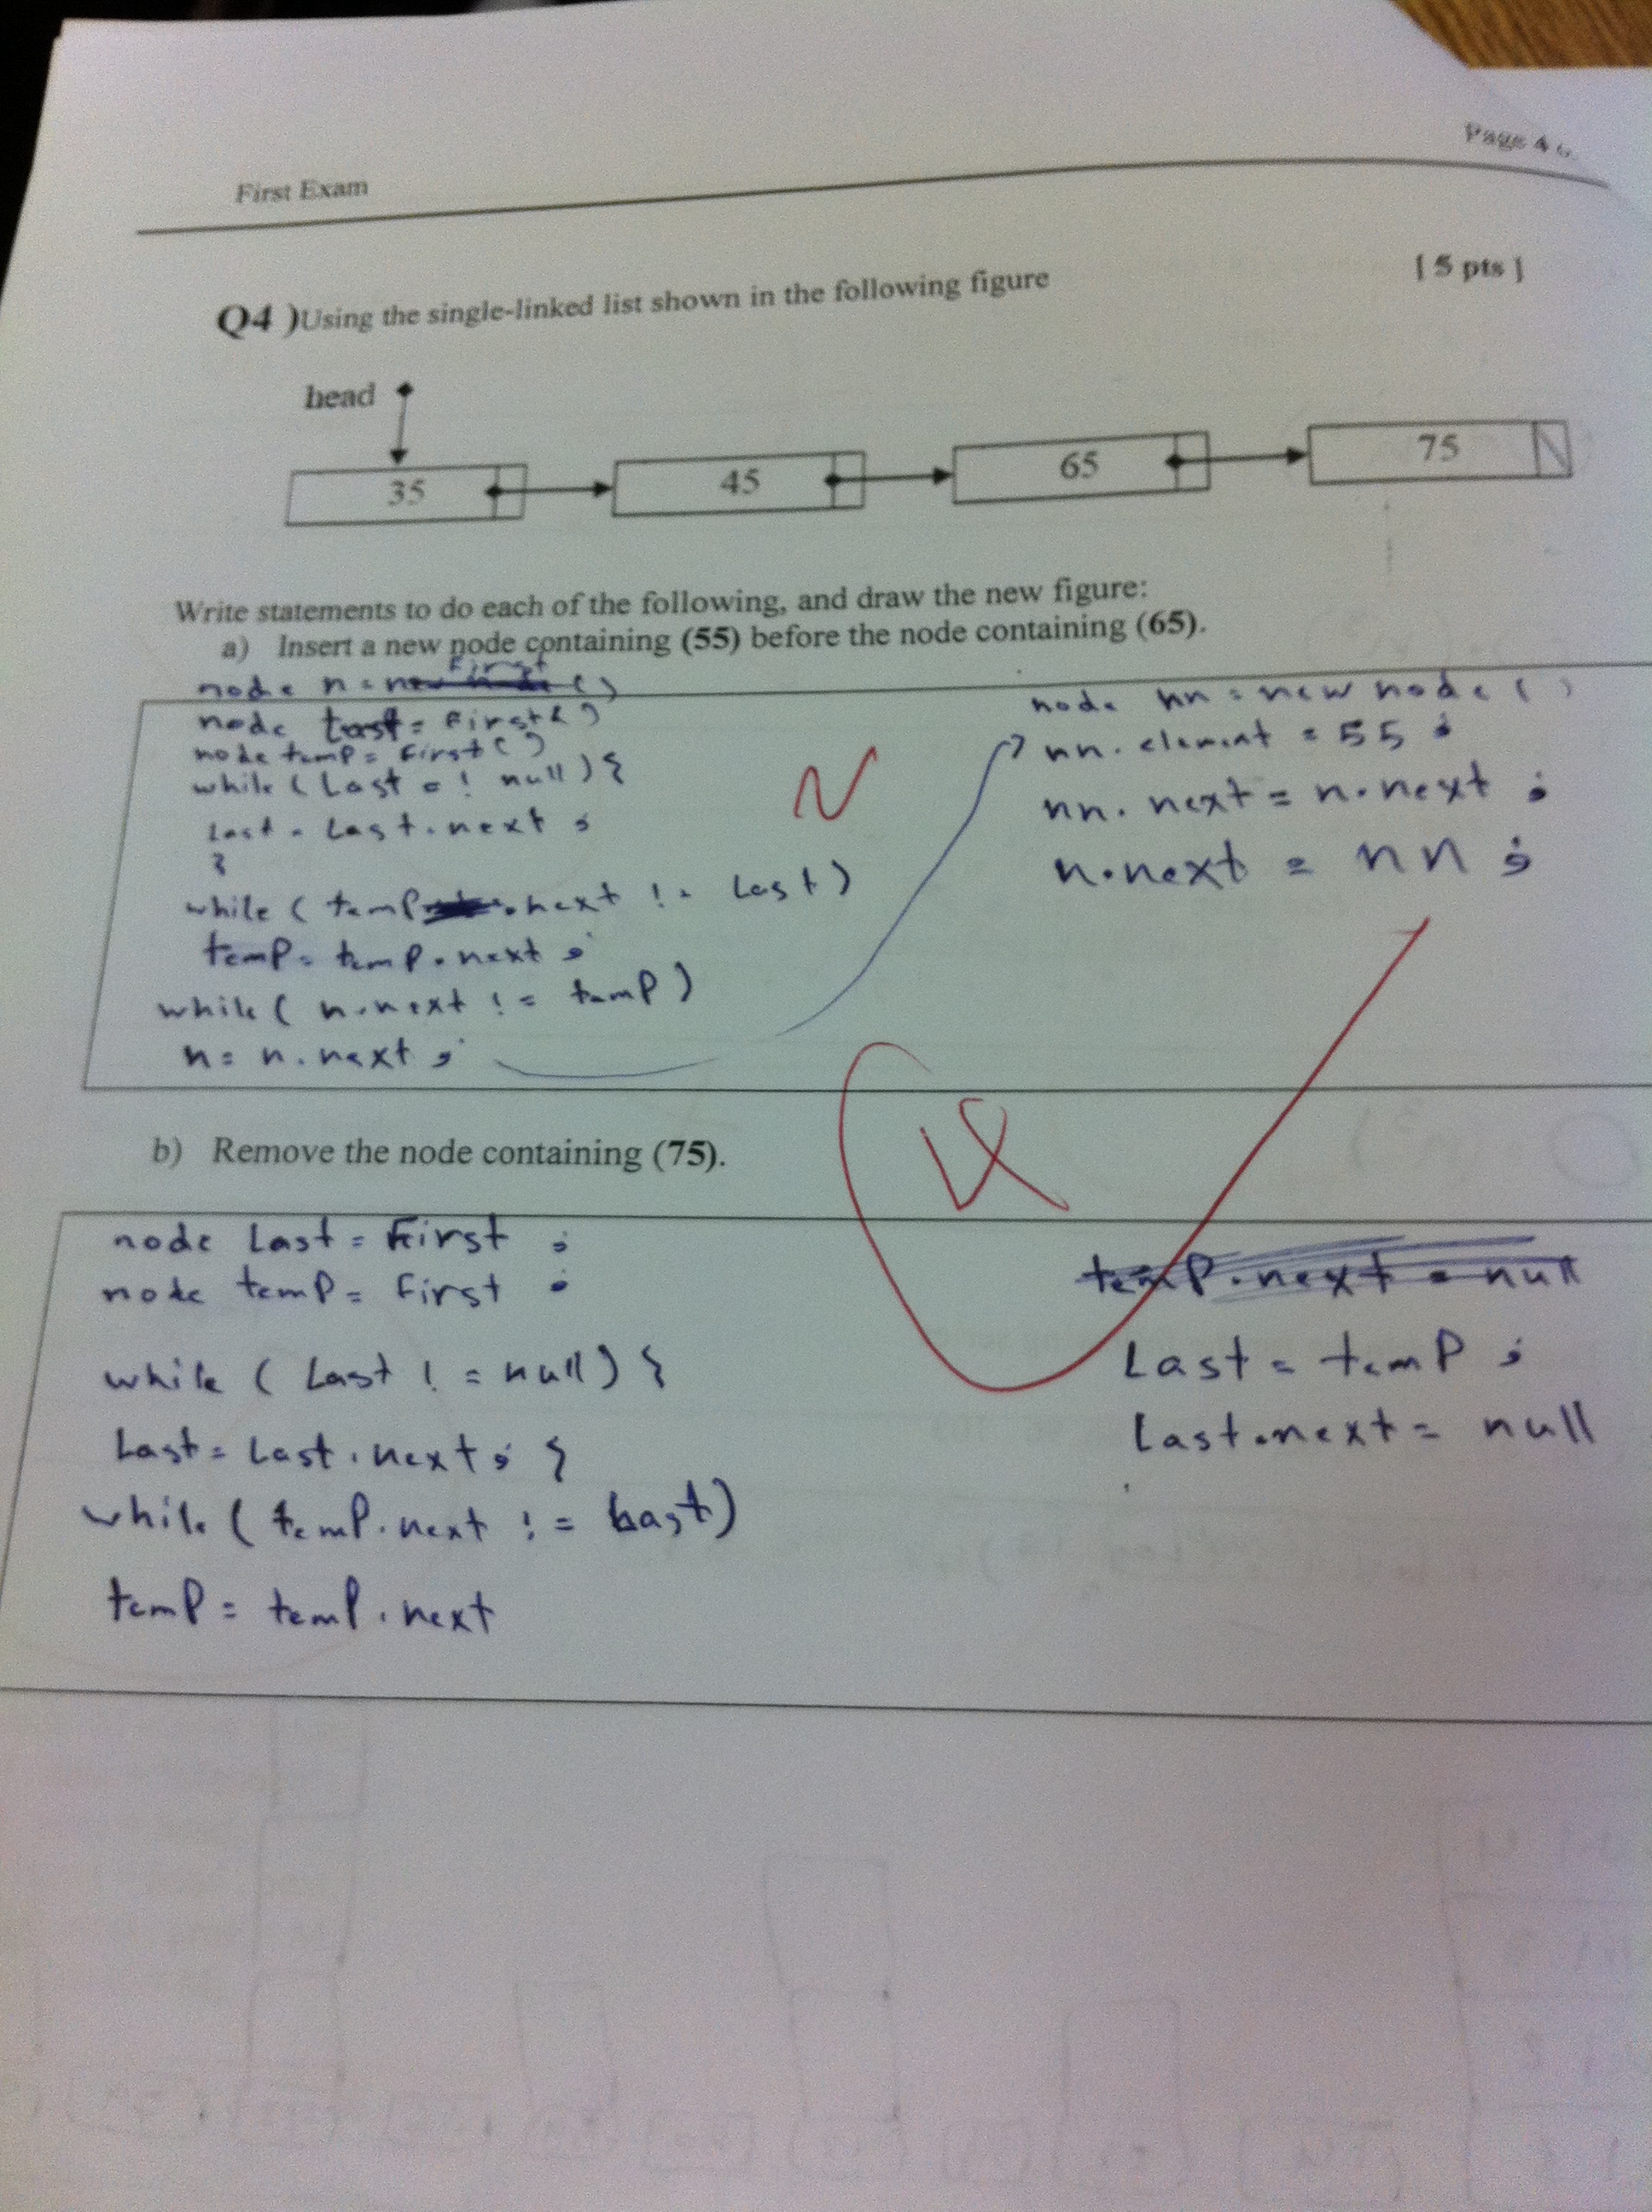 First Exam
Page 4
[ 5 pts ]
Q4 )Using the single-linked list shown in the following figure
head
35 45 65 75
Write statements to do each of the following, and draw the new figure:
a) Insert a new node containing (55) before the node containing (65).
node n = First ()
node Last = First ( )
node temp = First ( )
while ( Last = ! null ) {
Last = Last.next ;
}
while ( temp.next != Last )
temp = temp.next ;
while ( n.next != temp )
n = n.next ;
node nn = new node ( )
nn.element = 55 ;
nn.next = n.next ;
n.next = nn ;
b) Remove the node containing (75).
node Last = First ;
node temp = First ;
while ( Last != null ) {
Last = Last.next ; }
while ( temp.next != Last )
temp = temp.next
temp.next = null
Last = temp ;
Last.next = null